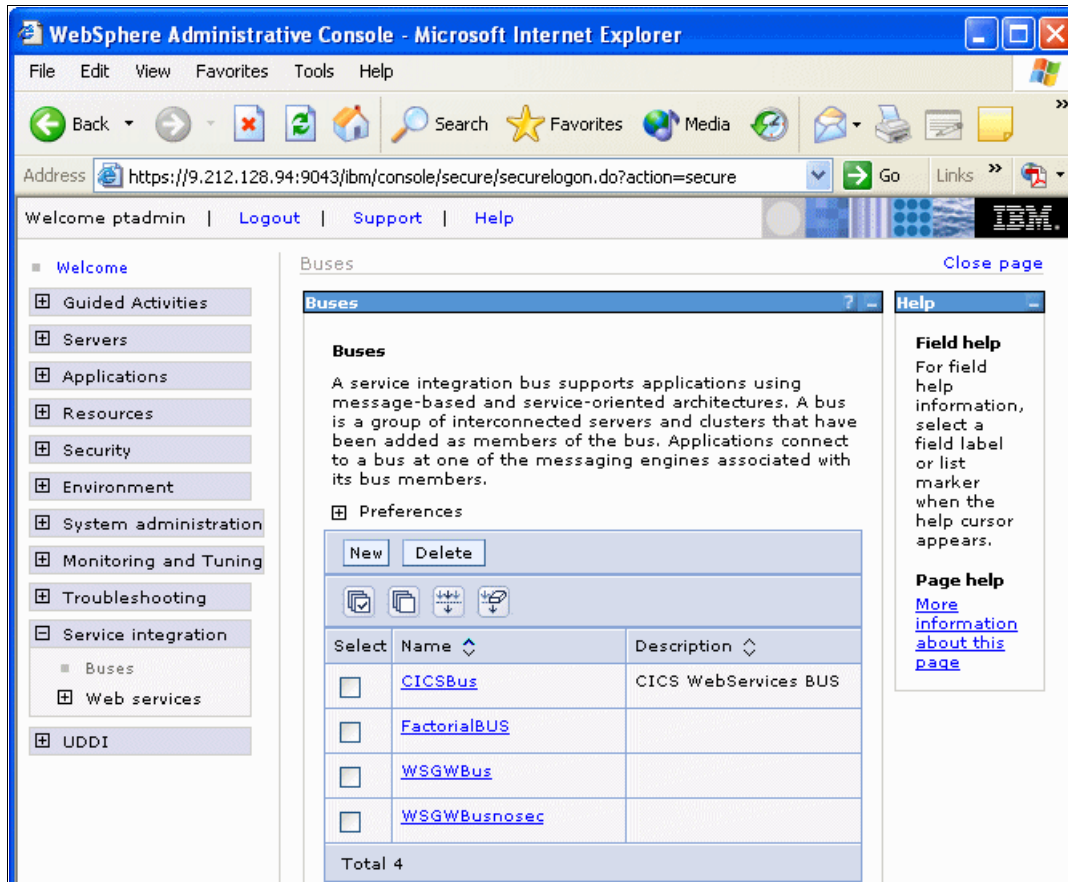 WebSphere Administrative Console - Microsoft Internet Explorer
File Edit View Favorites Tools Help
Back Search Favorites Media
Address https://9.212.128.94:9043/ibm/console/secure/securelogon.do?action=secure Go Links
Welcome ptadmin | Logout | Support | Help IBM.
Welcome
Guided Activities
Servers
Applications
Resources
Security
Environment
System administration
Monitoring and Tuning
Troubleshooting
Service integration
Buses
Web services
UDDI
Buses Close page
Buses ?
Buses
A service integration bus supports applications using
message-based and service-oriented architectures. A bus
is a group of interconnected servers and clusters that have
been added as members of the bus. Applications connect
to a bus at one of the messaging engines associated with
its bus members.
Preferences
New Delete
Select Name Description
CICSBus CICS WebServices BUS
FactorialBUS
WSGWBus
WSGWBusnosec
Total 4
Help
Field help
For field
help
information,
select a
field label
or list
marker
when the
help cursor
appears.
Page help
More
information
about this
page